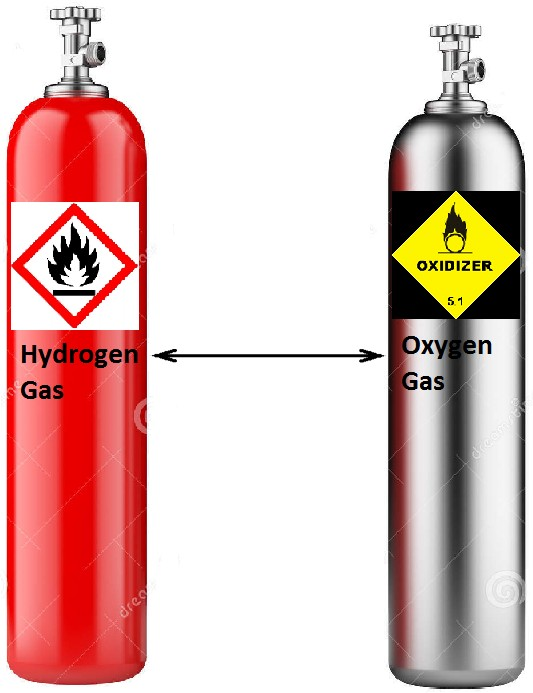 Hydrogen
Gas
OXIDIZER
5.1
Oxygen
Gas